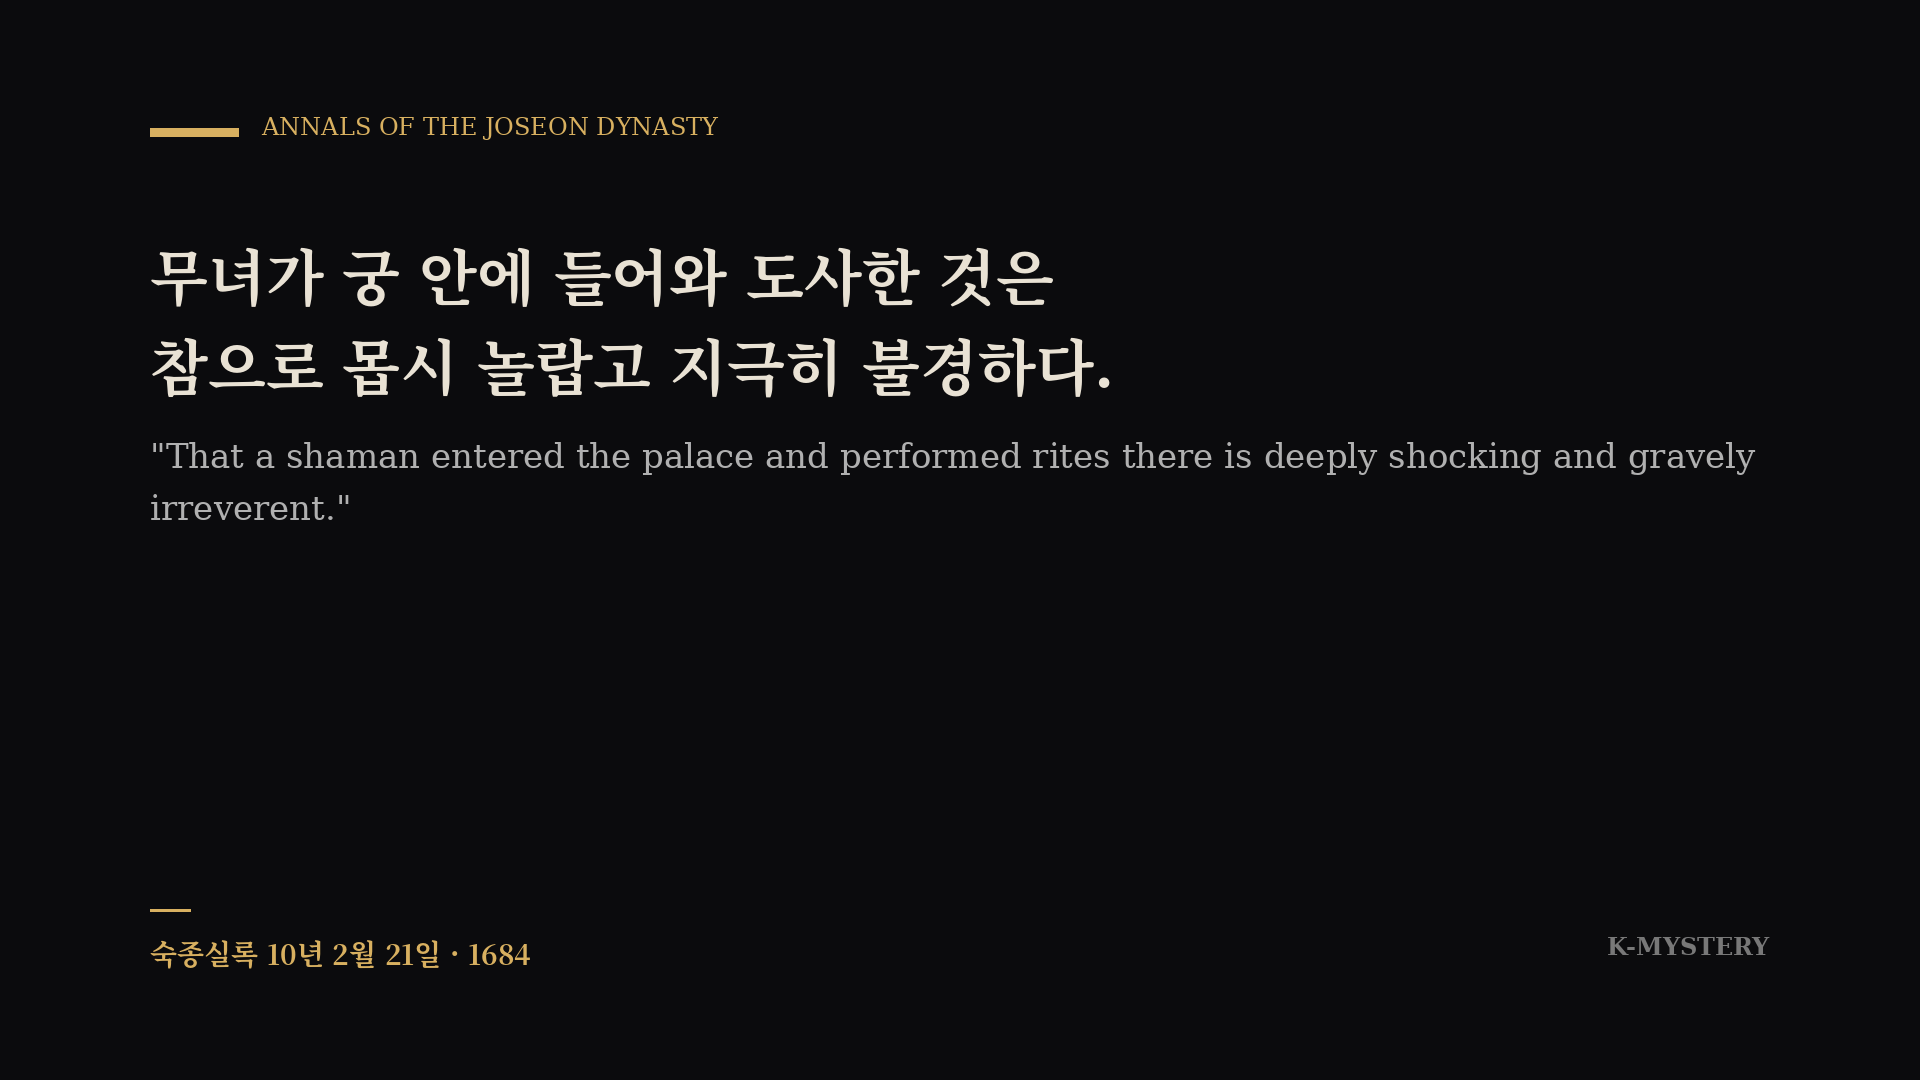 ANNALS OF THE JOSEON DYNASTY
무녀가 궁 안에 들어와 도사한 것은
참으로 몹시 놀랍고 지극히 불경하다.
"That a shaman entered the palace and performed rites there is deeply shocking and gravely
irreverent."
숙종실록 10년 2월 21일 · 1684
K-MYSTERY